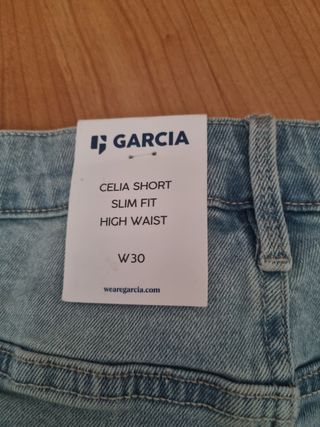 GARCIA
CELIA SHORT
SLIM FIT
HIGH WAIST
W30
wearegarcia.com